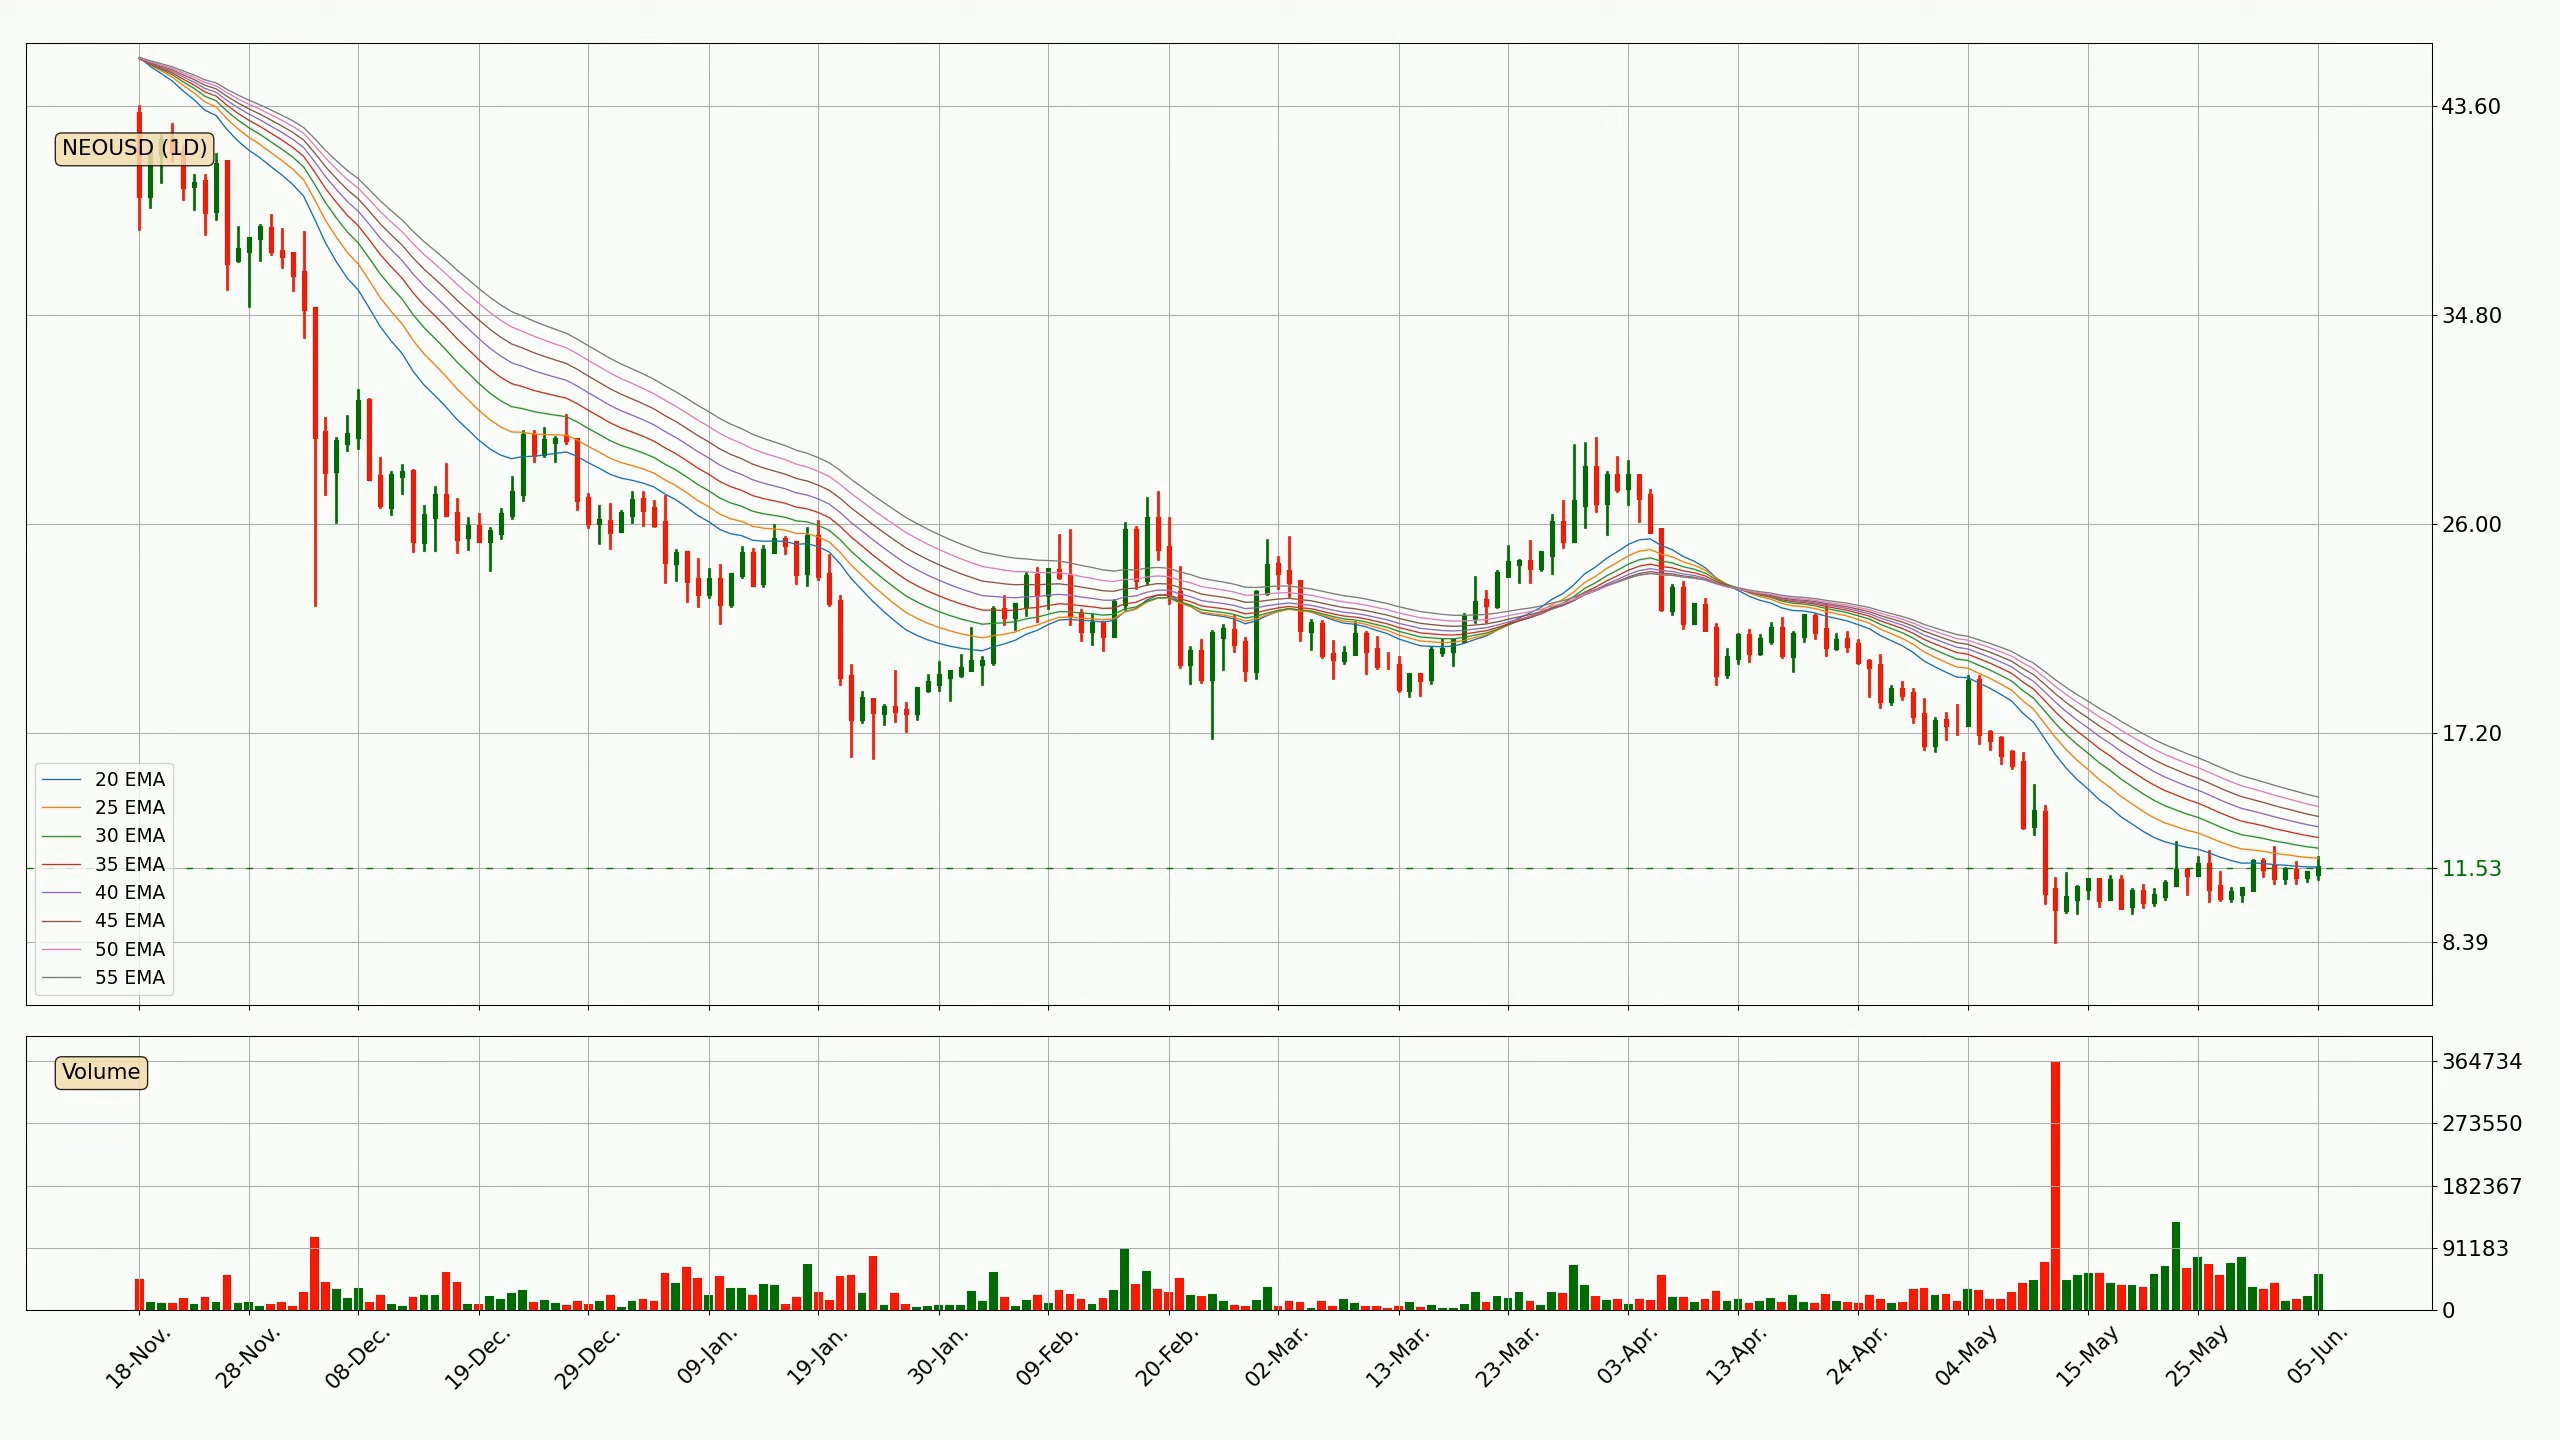 NEOUSD (1D)
43.60
34.80
26.00
17.20
11.53
8.39
20 EMA
25 EMA
30 EMA
35 EMA
40 EMA
45 EMA
50 EMA
55 EMA
Volume
364734
273550
182367
91183
0
18-Nov.
28-Nov.
08-Dec.
19-Dec.
29-Dec.
09-Jan.
19-Jan.
30-Jan.
09-Feb.
20-Feb.
02-Mar.
13-Mar.
23-Mar.
03-Apr.
13-Apr.
24-Apr.
04-May
15-May
25-May
05-Jun.